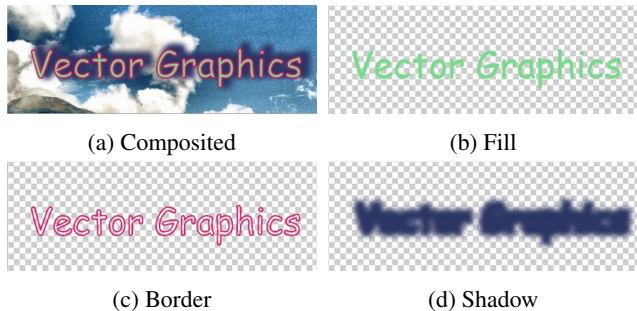 Vector Graphics
Vector Graphics
(a) Composited
(b) Fill
Vector Graphics
Vector Graphics
(c) Border
(d) Shadow